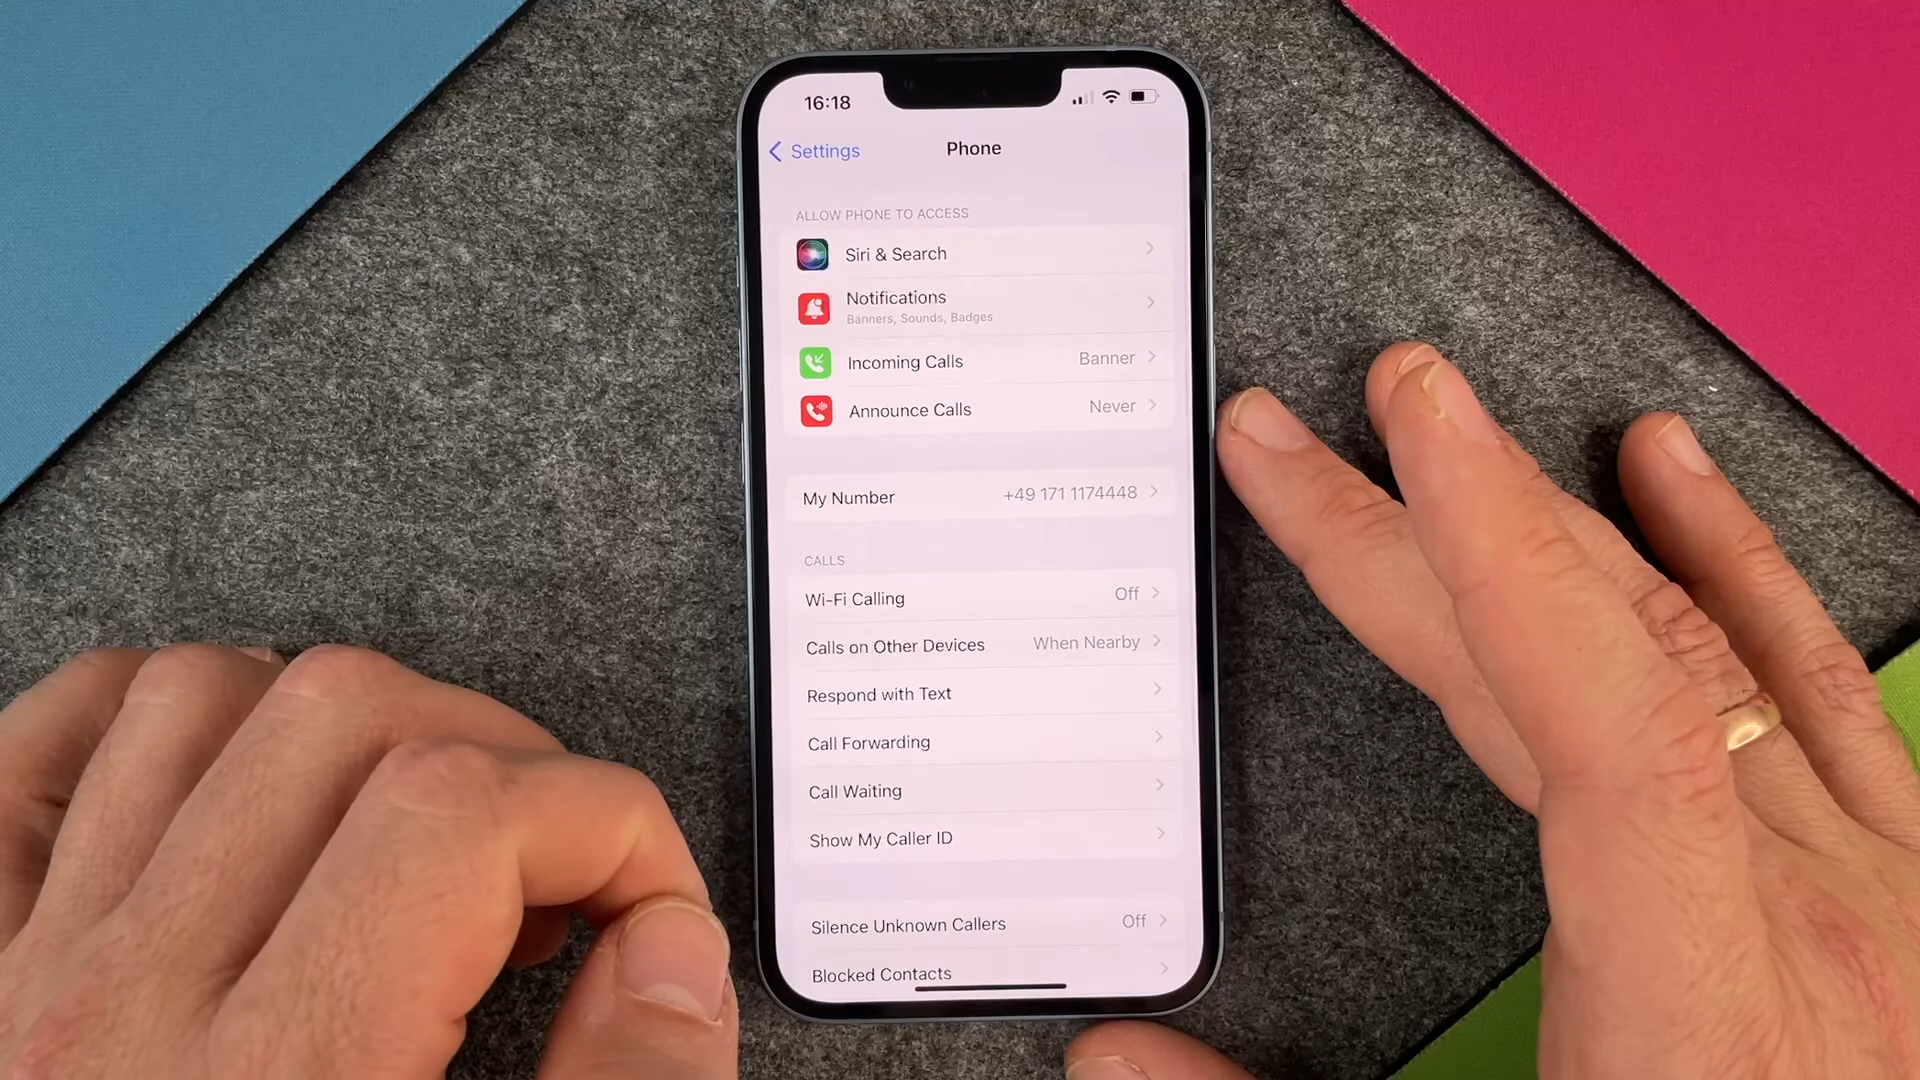 16:18
Settings
Phone
ALLOW PHONE TO ACCESS
Siri & Search
Notifications
Banners, Sounds, Badges
Incoming Calls Banner
Announce Calls Never
My Number +49 171 1174448
CALLS
Wi-Fi Calling Off
Calls on Other Devices When Nearby
Respond with Text
Call Forwarding
Call Waiting
Show My Caller ID
Silence Unknown Callers Off
Blocked Contacts